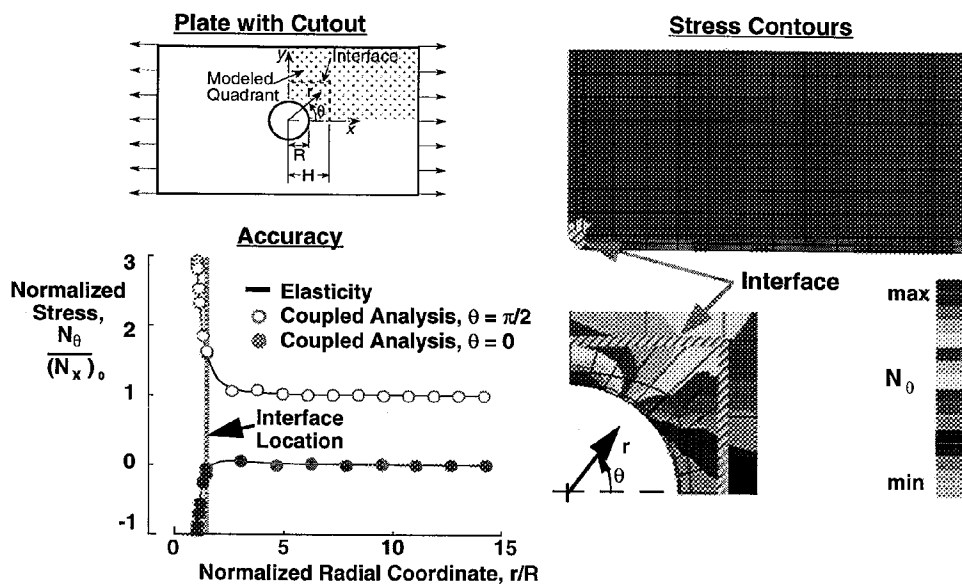 Plate with Cutout
y
Interface
Modeled
Quadrant
r
θ
x
R
H
Stress Contours
Interface
max
N_θ
min
r
θ
Accuracy
Normalized
Stress,
N_θ
(N_x)_o
3
2
1
0
-1
Elasticity
Coupled Analysis, θ = π/2
Coupled Analysis, θ = 0
Interface
Location
0
5
10
15
Normalized Radial Coordinate, r/R